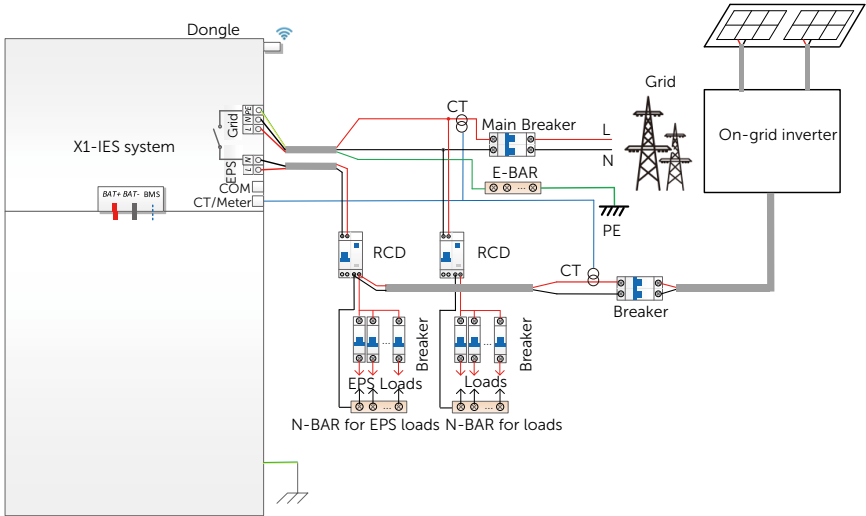 Dongle
X1-IES system
Grid
PE
N
L
EPS
N
L
BAT+ BAT- BMS
COM
CT/Meter
CT
Main Breaker
L
N
Grid
On-grid inverter
E-BAR
...
PE
RCD
RCD
CT
Breaker
...
Breaker
...
Breaker
EPS Loads
Loads
...
...
N-BAR for EPS loads
N-BAR for loads